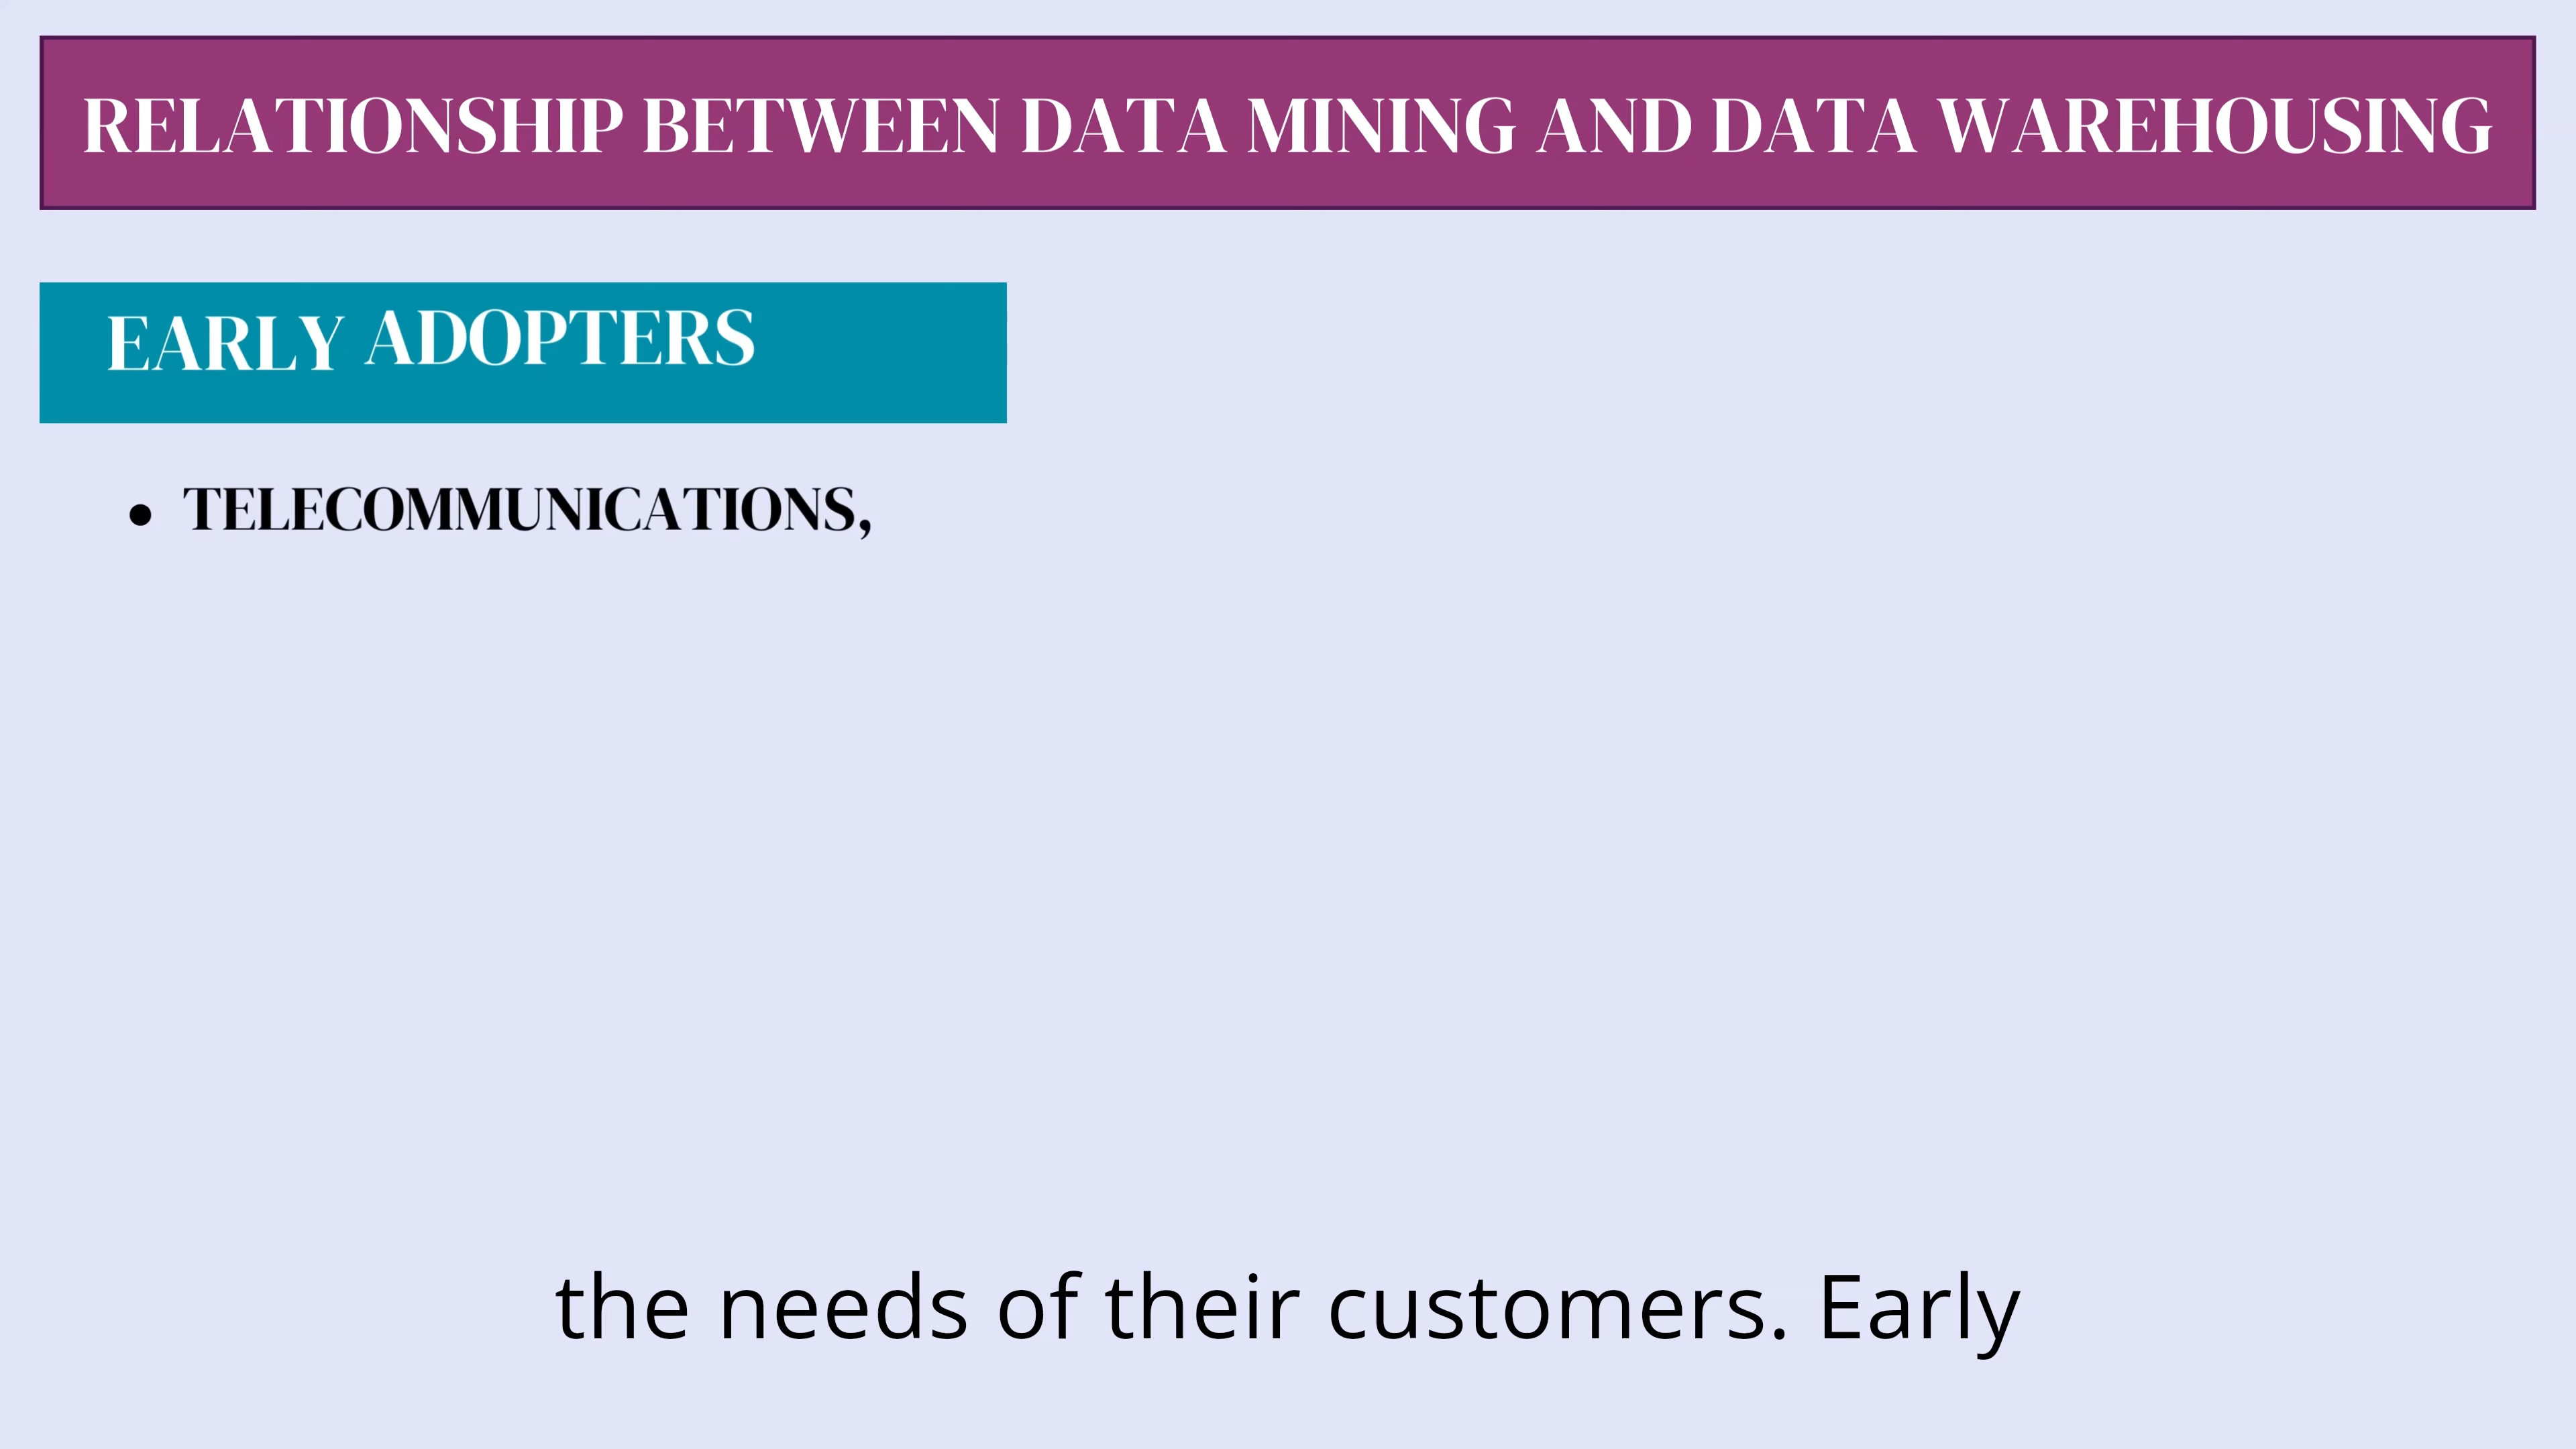 RELATIONSHIP BETWEEN DATA MINING AND DATA WAREHOUSING
EARLY ADOPTERS
• TELECOMMUNICATIONS,
the needs of their customers. Early